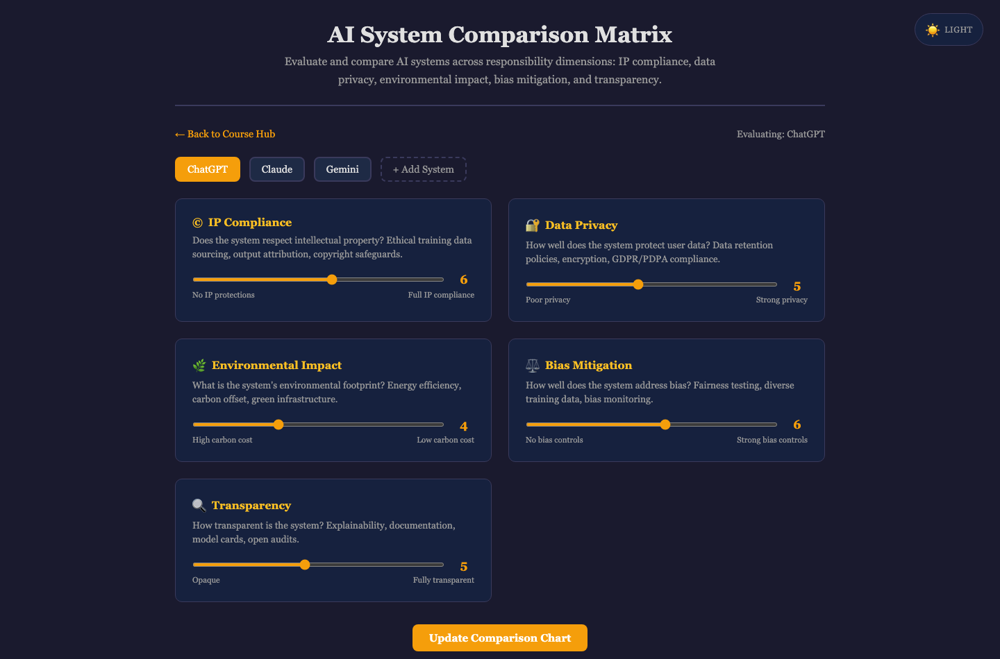 AI System Comparison Matrix
LIGHT
Evaluate and compare AI systems across responsibility dimensions: IP compliance, data
privacy, environmental impact, bias mitigation, and transparency.
← Back to Course Hub
Evaluating: ChatGPT
ChatGPT
Claude
Gemini
+ Add System
© IP Compliance
Does the system respect intellectual property? Ethical training data
sourcing, output attribution, copyright safeguards.
6
No IP protections
Full IP compliance
Data Privacy
How well does the system protect user data? Data retention
policies, encryption, GDPR/PDPA compliance.
5
Poor privacy
Strong privacy
Environmental Impact
What is the system's environmental footprint? Energy efficiency,
carbon offset, green infrastructure.
4
High carbon cost
Low carbon cost
Bias Mitigation
How well does the system address bias? Fairness testing, diverse
training data, bias monitoring.
6
No bias controls
Strong bias controls
Transparency
How transparent is the system? Explainability, documentation,
model cards, open audits.
5
Opaque
Fully transparent
Update Comparison Chart